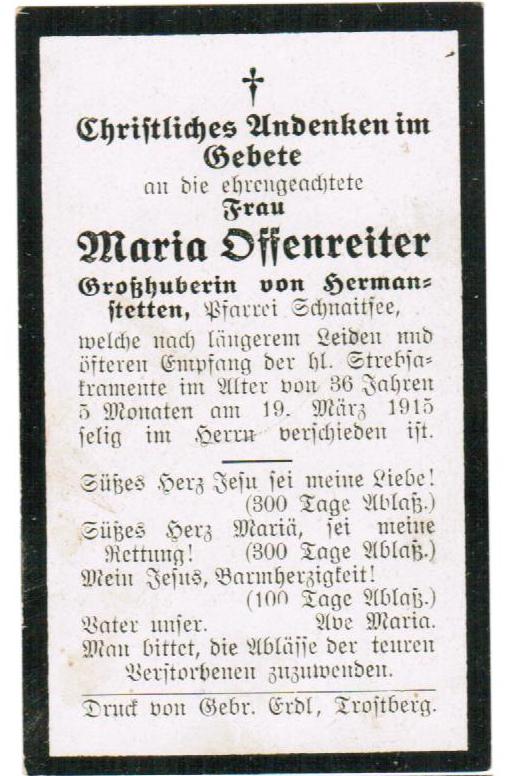 †
Christliches Andenken im
Gebete
an die ehrengeachtete
Frau
Maria Offenreiter
Großhuberin von Herman=
stetten, Pfarrei Schnaitsee,
welche nach längerem Leiden und
öfteren Empfang der hl. Strebsa-
kramente im Alter von 36 Jahren
5 Monaten am 19. März 1915
selig im Herrn verschieden ist.
Süßes Herz Jesu sei meine Liebe!
(300 Tage Ablaß.)
Süßes Herz Mariä, sei meine
Rettung! (300 Tage Ablaß.)
Mein Jesus, Barmherzigkeit!
(100 Tage Ablaß.)
Vater unser. Ave Maria.
Man bittet, die Ablässe der teuren
Verstorbenen zuzuwenden.
Druck von Gebr. Erdl, Trostberg.